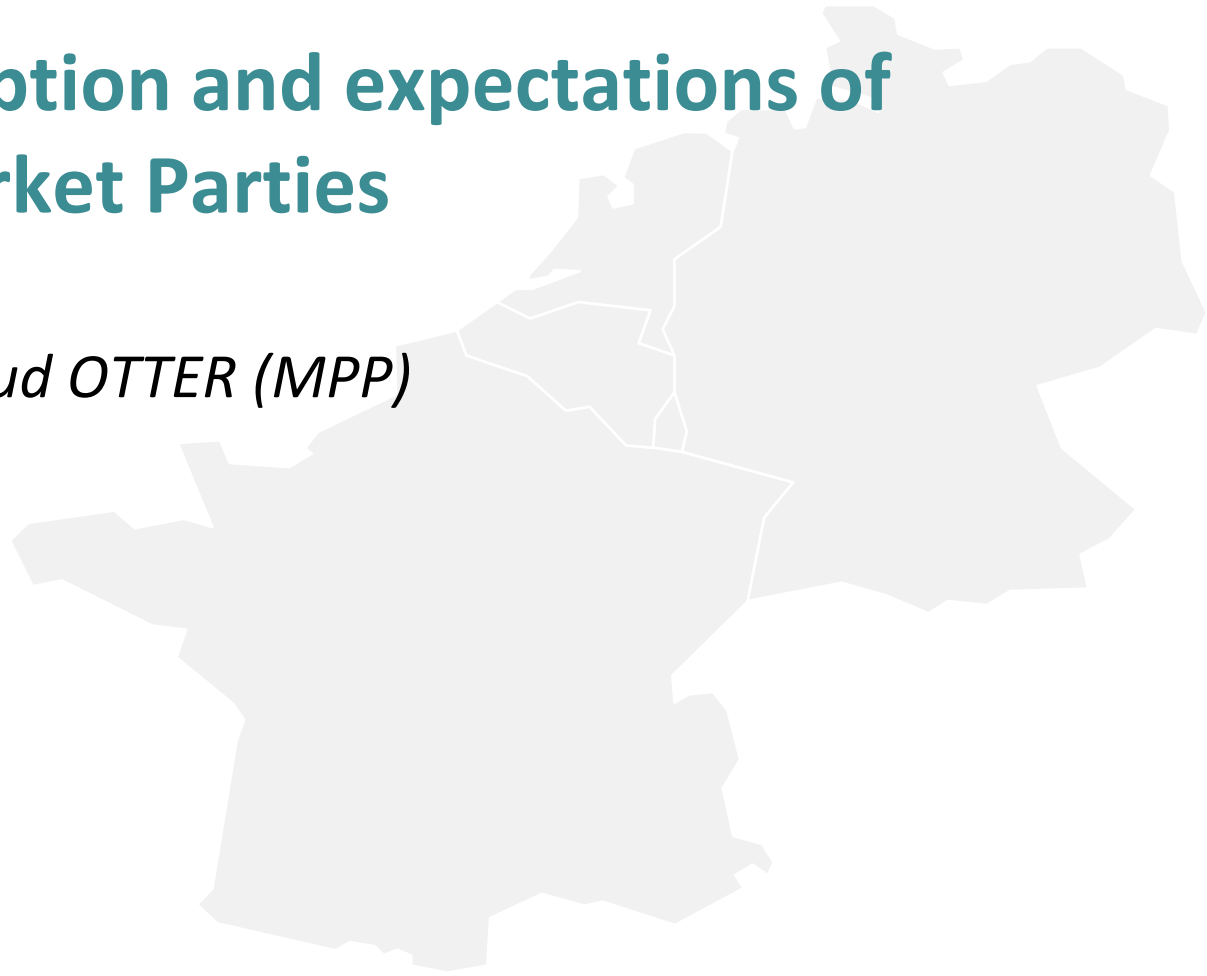 ption and expectations of
rket Parties
ud OTTER (MPP)